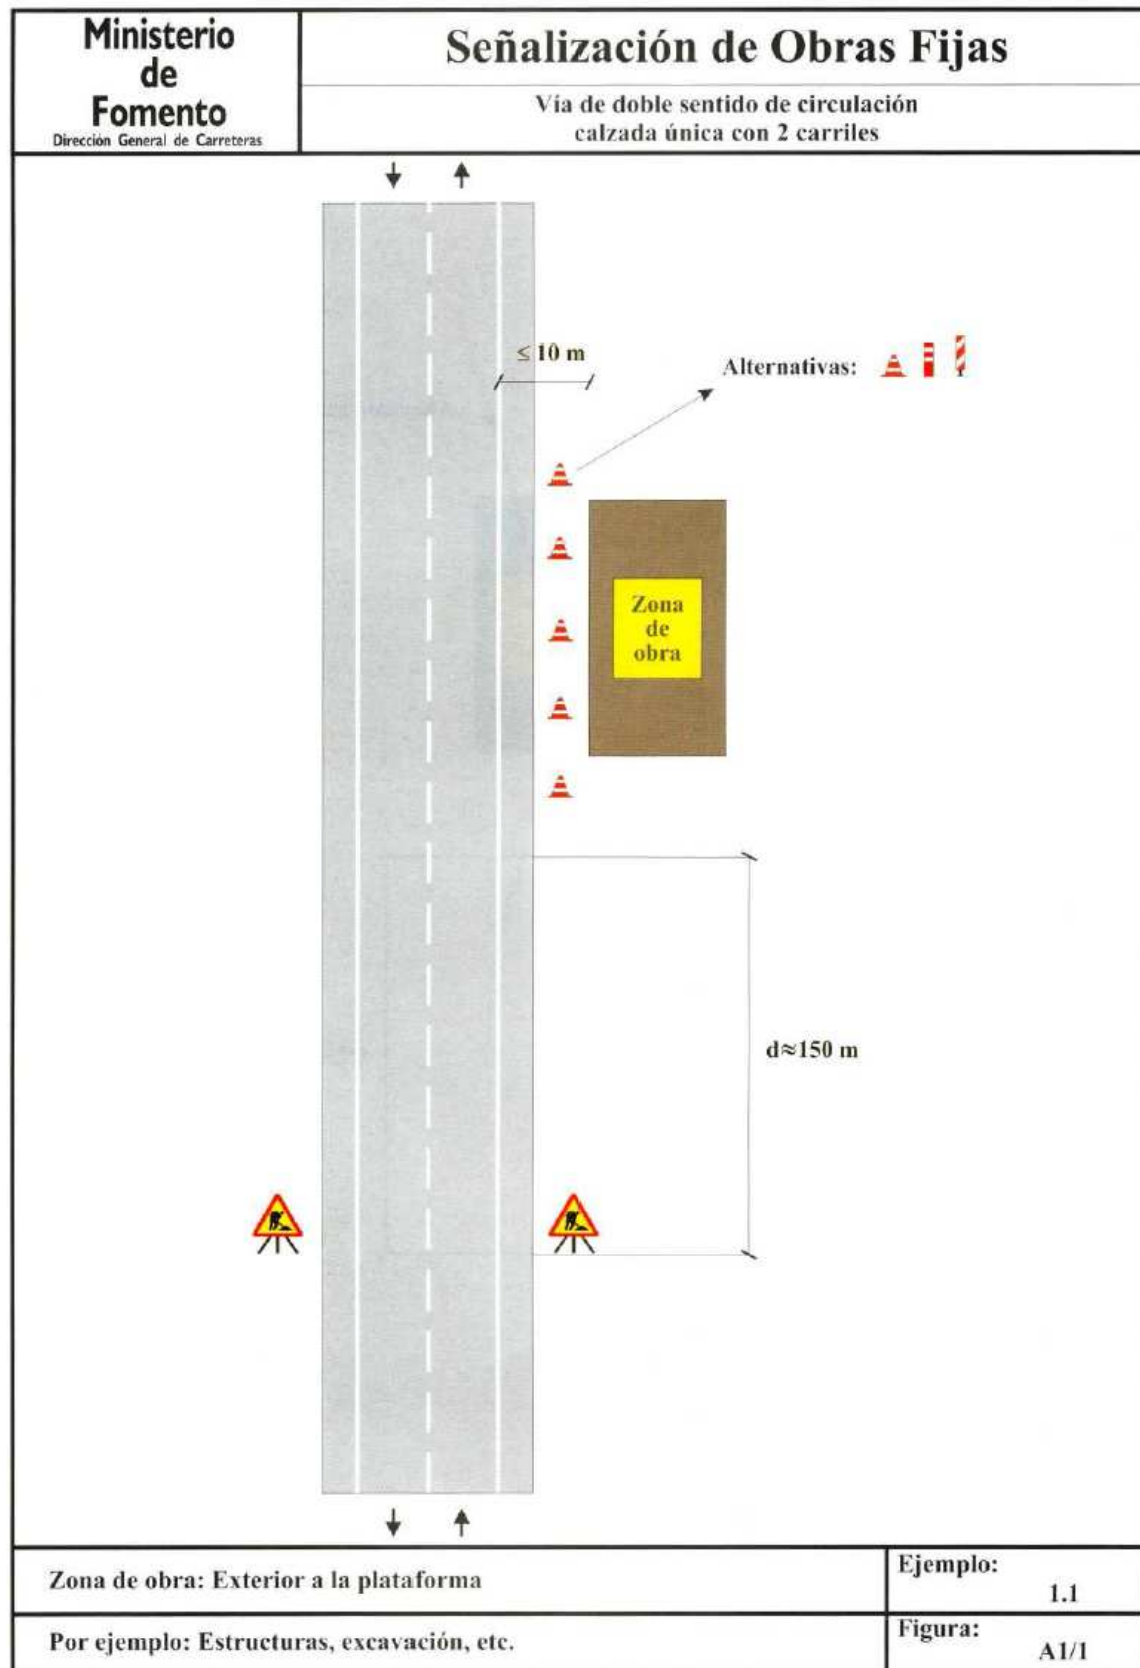 Ministerio
de
Fomento
Dirección General de Carreteras
Señalización de Obras Fijas
Vía de doble sentido de circulación
calzada única con 2 carriles
≤ 10 m
Alternativas:
Zona
de
obra
d≈150 m
Zona de obra: Exterior a la plataforma
Ejemplo:
1.1
Por ejemplo: Estructuras, excavación, etc.
Figura:
A1/1